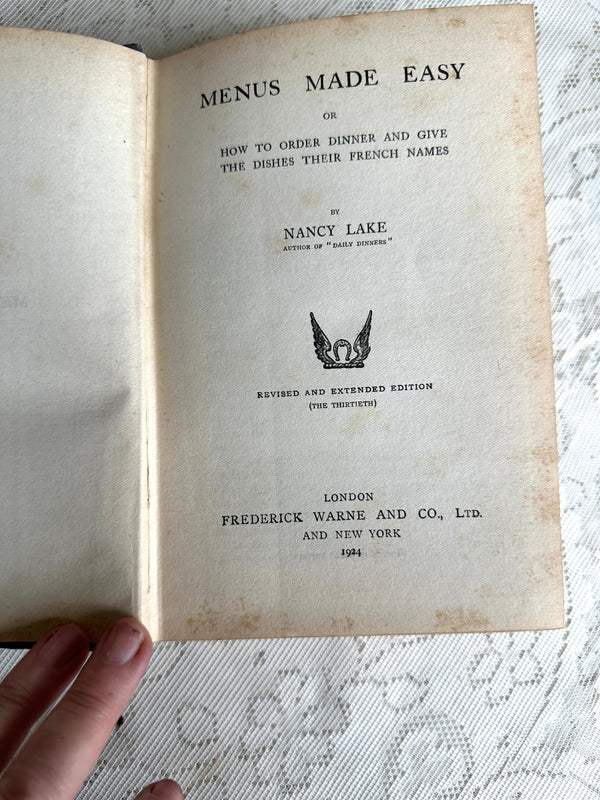 MENUS MADE EASY
OR
HOW TO ORDER DINNER AND GIVE
THE DISHES THEIR FRENCH NAMES
BY
NANCY LAKE
AUTHOR OF "DAILY DINNERS"
REVISED AND EXTENDED EDITION
(THE THIRTIETH)
LONDON
FREDERICK WARNE AND CO., LTD.
AND NEW YORK
1924